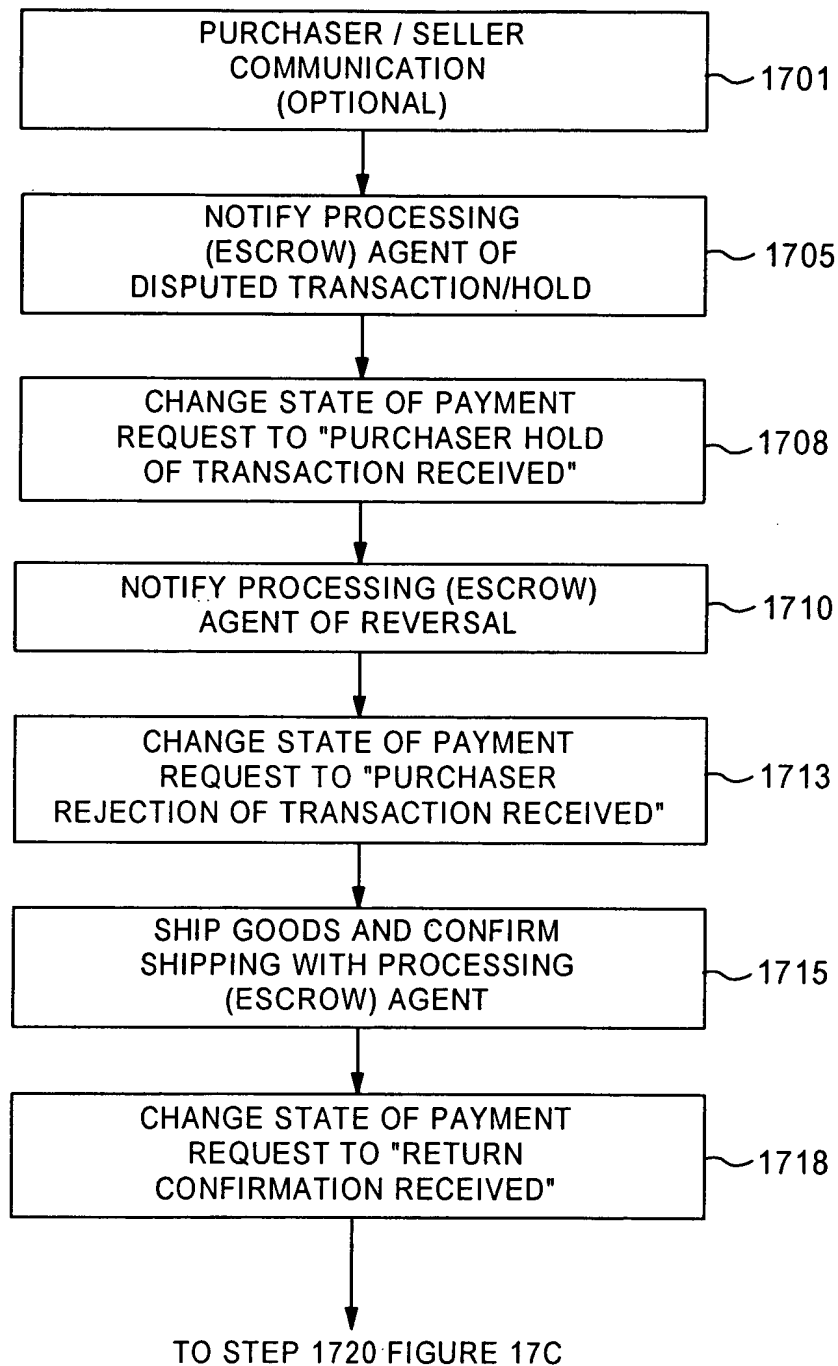 PURCHASER / SELLER
COMMUNICATION
(OPTIONAL)
1701
NOTIFY PROCESSING
(ESCROW) AGENT OF
DISPUTED TRANSACTION/HOLD
1705
CHANGE STATE OF PAYMENT
REQUEST TO "PURCHASER HOLD
OF TRANSACTION RECEIVED"
1708
NOTIFY PROCESSING (ESCROW)
AGENT OF REVERSAL
1710
CHANGE STATE OF PAYMENT
REQUEST TO "PURCHASER
REJECTION OF TRANSACTION RECEIVED"
1713
SHIP GOODS AND CONFIRM
SHIPPING WITH PROCESSING
(ESCROW) AGENT
1715
CHANGE STATE OF PAYMENT
REQUEST TO "RETURN
CONFIRMATION RECEIVED"
1718
TO STEP 1720 FIGURE 17C